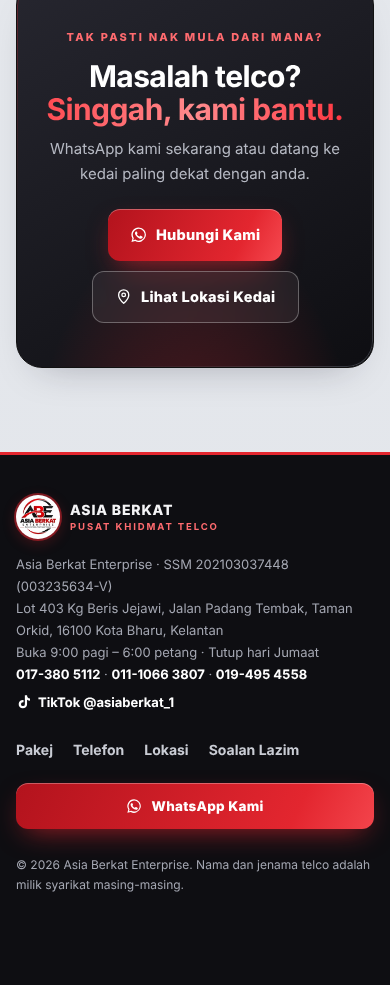 TAK PASTI NAK MULA DARI MANA?
Masalah telco?
Singgah, kami bantu.
WhatsApp kami sekarang atau datang ke
kedai paling dekat dengan anda.
Hubungi Kami
Lihat Lokasi Kedai
ABE
ASIA BERKAT
ENTERPRISE
ASIA BERKAT
PUSAT KHIDMAT TELCO
Asia Berkat Enterprise · SSM 202103037448
(003235634-V)
Lot 403 Kg Beris Jejawi, Jalan Padang Tembak, Taman
Orkid, 16100 Kota Bharu, Kelantan
Buka 9:00 pagi – 6:00 petang · Tutup hari Jumaat
017-380 5112 · 011-1066 3807 · 019-495 4558
TikTok @asiaberkat_1
Pakej Telefon Lokasi Soalan Lazim
WhatsApp Kami
© 2026 Asia Berkat Enterprise. Nama dan jenama telco adalah
milik syarikat masing-masing.